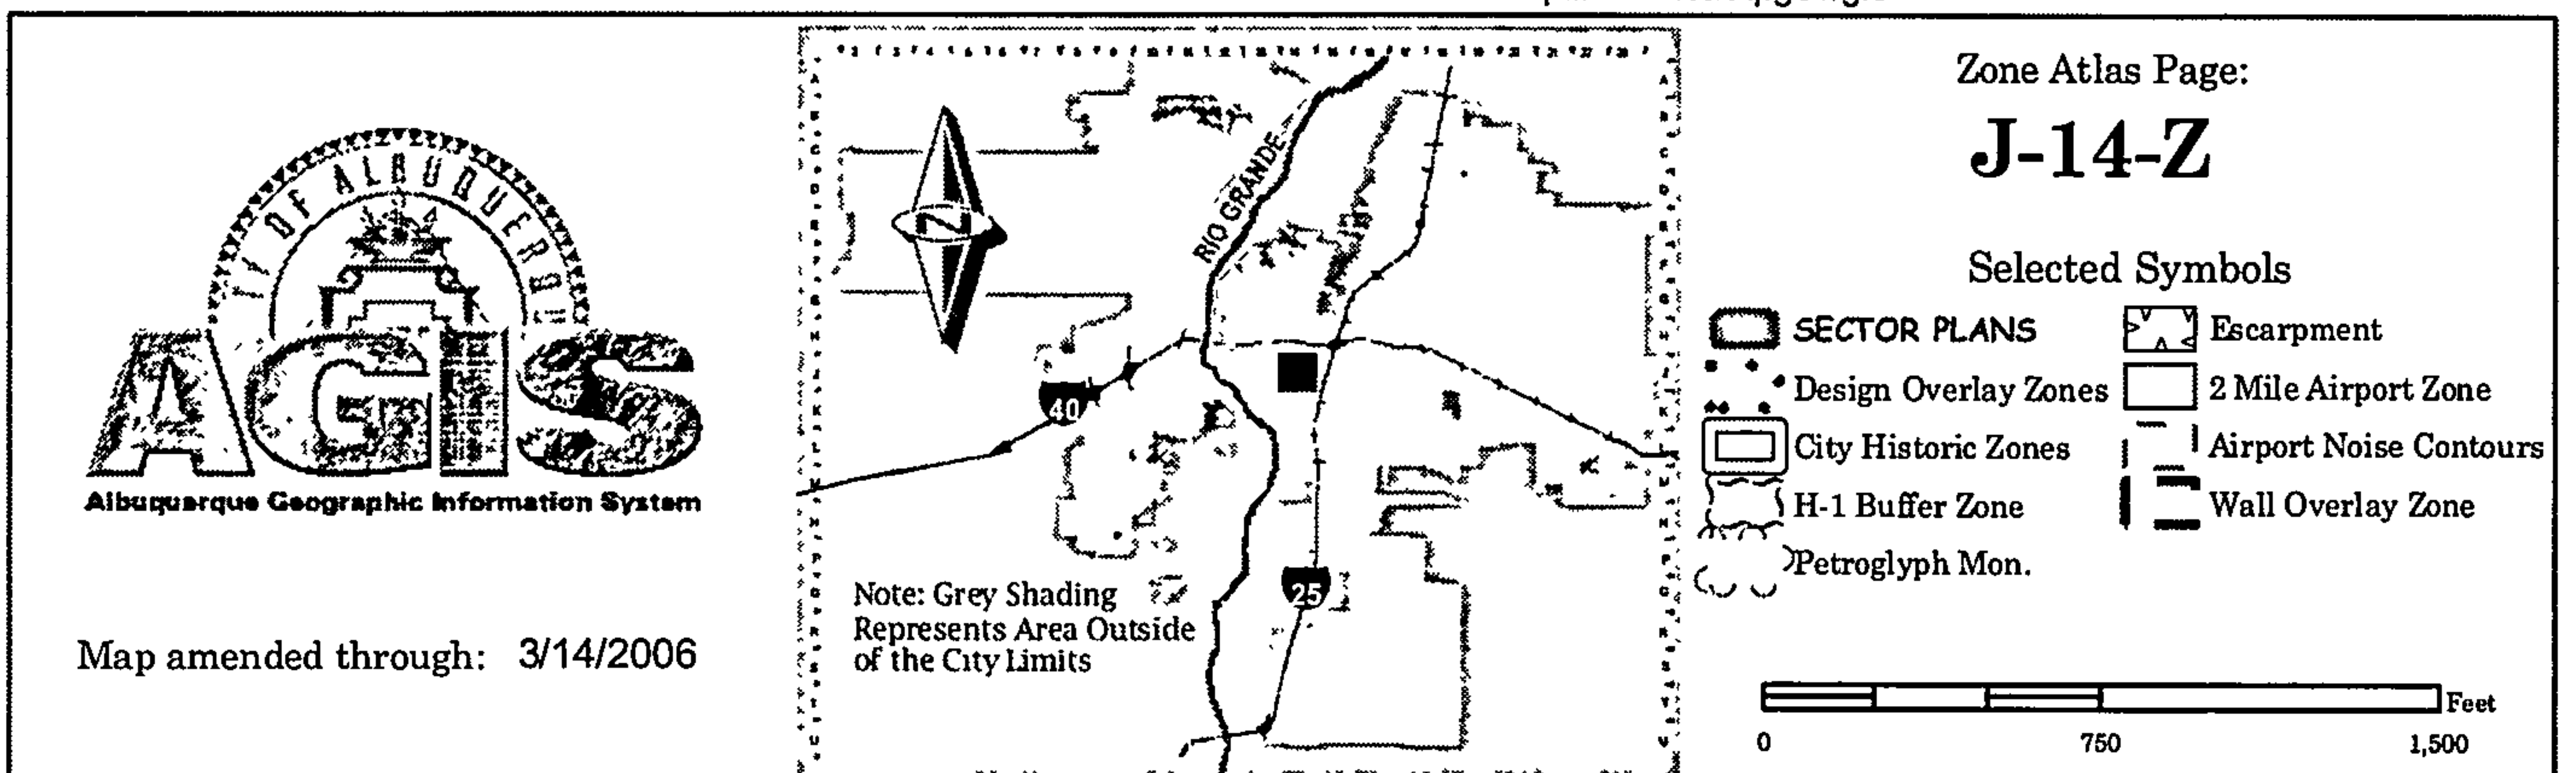 OF ALBUQUERQUE
AGIS
Albuquerque Geographic Information System
Map amended through: 3/14/2006
RIO GRANDE
N
40
25
Note: Grey Shading
Represents Area Outside
of the City Limits
Zone Atlas Page:
J-14-Z
Selected Symbols
SECTOR PLANS
Design Overlay Zones
City Historic Zones
H-1 Buffer Zone
Petroglyph Mon.
Escarpment
2 Mile Airport Zone
Airport Noise Contours
Wall Overlay Zone
Feet
0 750 1,500